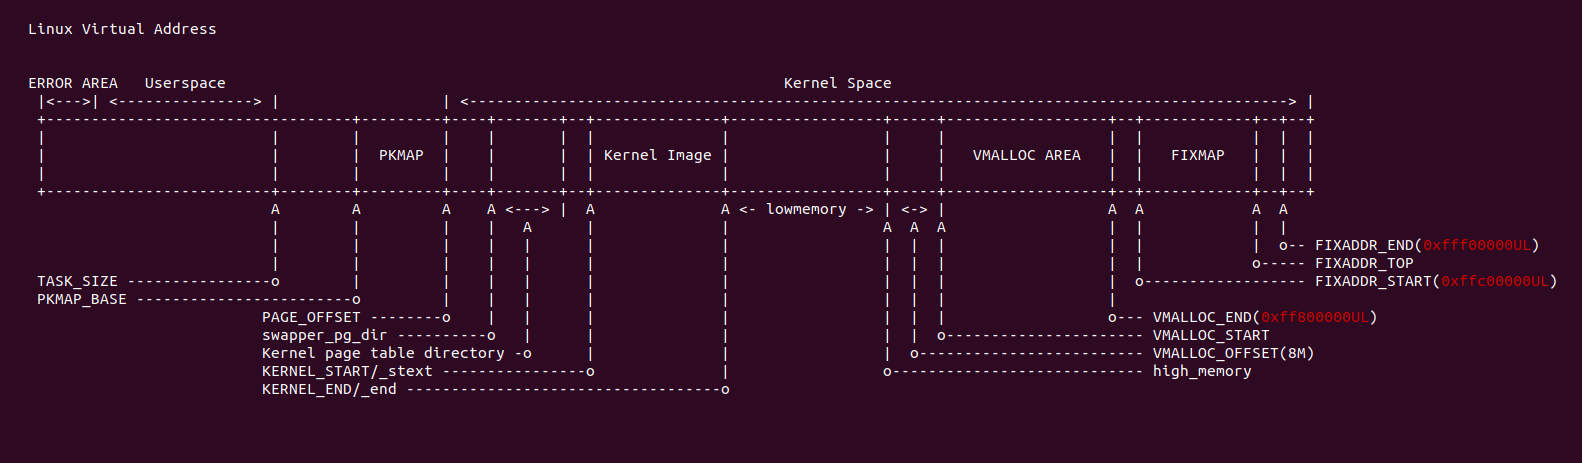 Linux Virtual Address
ERROR AREA   Userspace                                                              Kernel Space
 |<--->| <---------------> |                  | <-------------------------------------------------------------------------------------------> |
 +----------------------------------+---------+----+-------+--+--------------+-----------------+-----+------------------+--+------------+--+--+
 |                         |        |         |    |       |  |              |                 |     |                  |  |            |  |  |
 |                         |        |  PKMAP  |    |       |  | Kernel Image |                 |     |   VMALLOC AREA   |  |   FIXMAP   |  |  |
 |                         |        |         |    |       |  |              |                 |     |                  |  |            |  |  |
 +-------------------------+--------+---------+----+-------+--+--------------+-----------------+-----+------------------+--+------------+--+--+
                           A        A         A    A <---> |  A              A <- lowmemory -> | <-> |                  A  A            A  A
                           |        |         |    |   A      |              |                 A  A  A                  |  |            |  |
                           |        |         |    |   |      |              |                 |  |  |                  |  |            |  o-- FIXADDR_END(0xfff00000UL)
                           |        |         |    |   |      |              |                 |  |  |                  |  |            o----- FIXADDR_TOP
 TASK_SIZE ----------------o        |         |    |   |      |              |                 |  |  |                  |  o------------------ FIXADDR_START(0xffc00000UL)
 PKMAP_BASE ------------------------o         |    |   |      |              |                 |  |  |                  |
                          PAGE_OFFSET --------o    |   |      |              |                 |  |  |                  o--- VMALLOC_END(0xff800000UL)
                          swapper_pg_dir ----------o   |      |              |                 |  |  o---------------------- VMALLOC_START
                          Kernel page table directory -o      |              |                 |  o------------------------- VMALLOC_OFFSET(8M)
                          KERNEL_START/_stext ----------------o              |                 o---------------------------- high_memory
                          KERNEL_END/_end -----------------------------------o